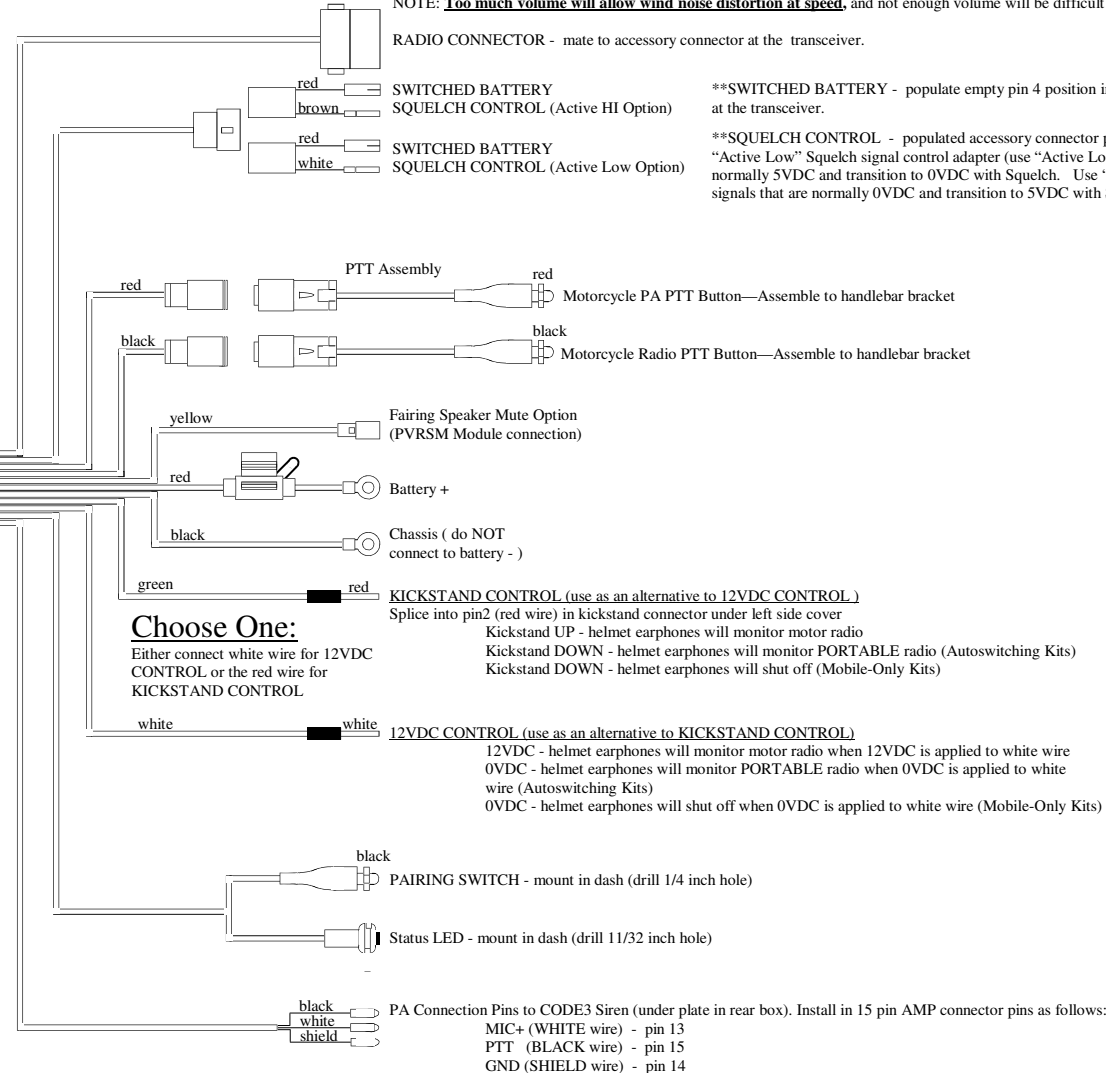 NOTE: Too much volume will allow wind noise distortion at speed, and not enough volume will be difficult
RADIO CONNECTOR - mate to accessory connector at the transceiver.
red
SWITCHED BATTERY
brown
SQUELCH CONTROL (Active HI Option)
red
SWITCHED BATTERY
white
SQUELCH CONTROL (Active Low Option)
**SWITCHED BATTERY - populate empty pin 4 position
at the transceiver.
**SQUELCH CONTROL - populated accessory connector
“Active Low” Squelch signal control adapter (use “Active
normally 5VDC and transition to 0VDC with Squelch. Use
signals that are normally 0VDC and transition to 5VDC with
PTT Assembly
red
red
Motorcycle PA PTT Button—Assemble to handlebar bracket
black
black
Motorcycle Radio PTT Button—Assemble to handlebar bracket
yellow
Fairing Speaker Mute Option
(PVRSM Module connection)
red
Battery +
black
Chassis ( do NOT
connect to battery - )
green
red
KICKSTAND CONTROL (use as an alternative to 12VDC CONTROL )
Splice into pin2 (red wire) in kickstand connector under left side cover
Kickstand UP - helmet earphones will monitor motor radio
Kickstand DOWN - helmet earphones will monitor PORTABLE radio (Autoswitching Kits)
Kickstand DOWN - helmet earphones will shut off (Mobile-Only Kits)
Choose One:
Either connect white wire for 12VDC
CONTROL or the red wire for
KICKSTAND CONTROL
white
white
12VDC CONTROL (use as an alternative to KICKSTAND CONTROL)
12VDC - helmet earphones will monitor motor radio when 12VDC is applied to white wire
0VDC - helmet earphones will monitor PORTABLE radio when 0VDC is applied to white
wire (Autoswitching Kits)
0VDC - helmet earphones will shut off when 0VDC is applied to white wire (Mobile-Only Kits)
black
PAIRING SWITCH - mount in dash (drill 1/4 inch hole)
Status LED - mount in dash (drill 11/32 inch hole)
black
white
shield
PA Connection Pins to CODE3 Siren (under plate in rear box). Install in 15 pin AMP connector pins as follows:
MIC+ (WHITE wire) - pin 13
PTT (BLACK wire) - pin 15
GND (SHIELD wire) - pin 14